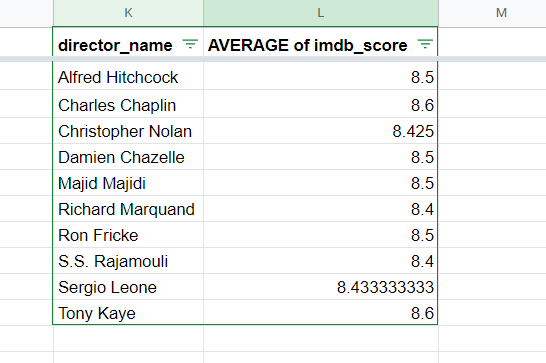 K L M
director_name AVERAGE of imdb_score
Alfred Hitchcock 8.5
Charles Chaplin 8.6
Christopher Nolan 8.425
Damien Chazelle 8.5
Majid Majidi 8.5
Richard Marquand 8.4
Ron Fricke 8.5
S.S. Rajamouli 8.4
Sergio Leone 8.433333333
Tony Kaye 8.6